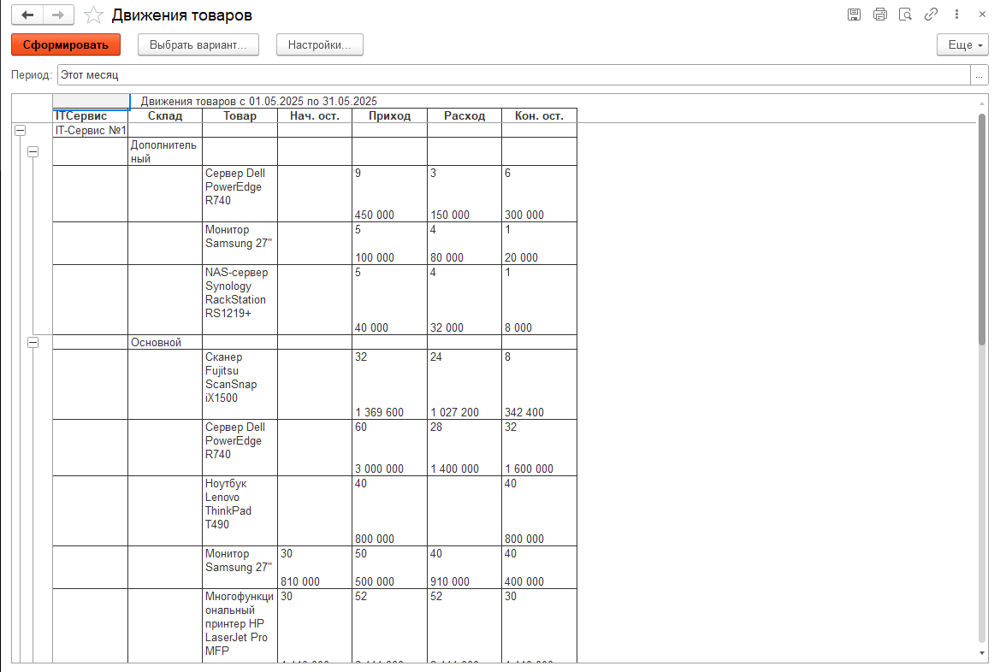 Движения товаров
Сформировать
Выбрать вариант...
Настройки...
Еще
Период:
Этот месяц
...
Движения товаров с 01.05.2025 по 31.05.2025
ITСервис Склад Товар Нач. ост. Приход Расход Кон. ост.
IT-Сервис №1
Дополнитель
ный
Сервер Dell 9 3 6
PowerEdge
R740
450 000 150 000 300 000
Монитор 5 4 1
Samsung 27"
100 000 80 000 20 000
NAS-сервер 5 4 1
Synology
RackStation
RS1219+
40 000 32 000 8 000
Основной
Сканер 32 24 8
Fujitsu
ScanSnap
iX1500
1 369 600 1 027 200 342 400
Сервер Dell 60 28 32
PowerEdge
R740
3 000 000 1 400 000 1 600 000
Ноутбук 40 40
Lenovo
ThinkPad
T490
800 000 800 000
Монитор 30 50 40 40
Samsung 27"
810 000 500 000 910 000 400 000
Многофункци 30 52 52 30
ональный
принтер HP
LaserJet Pro
MFP